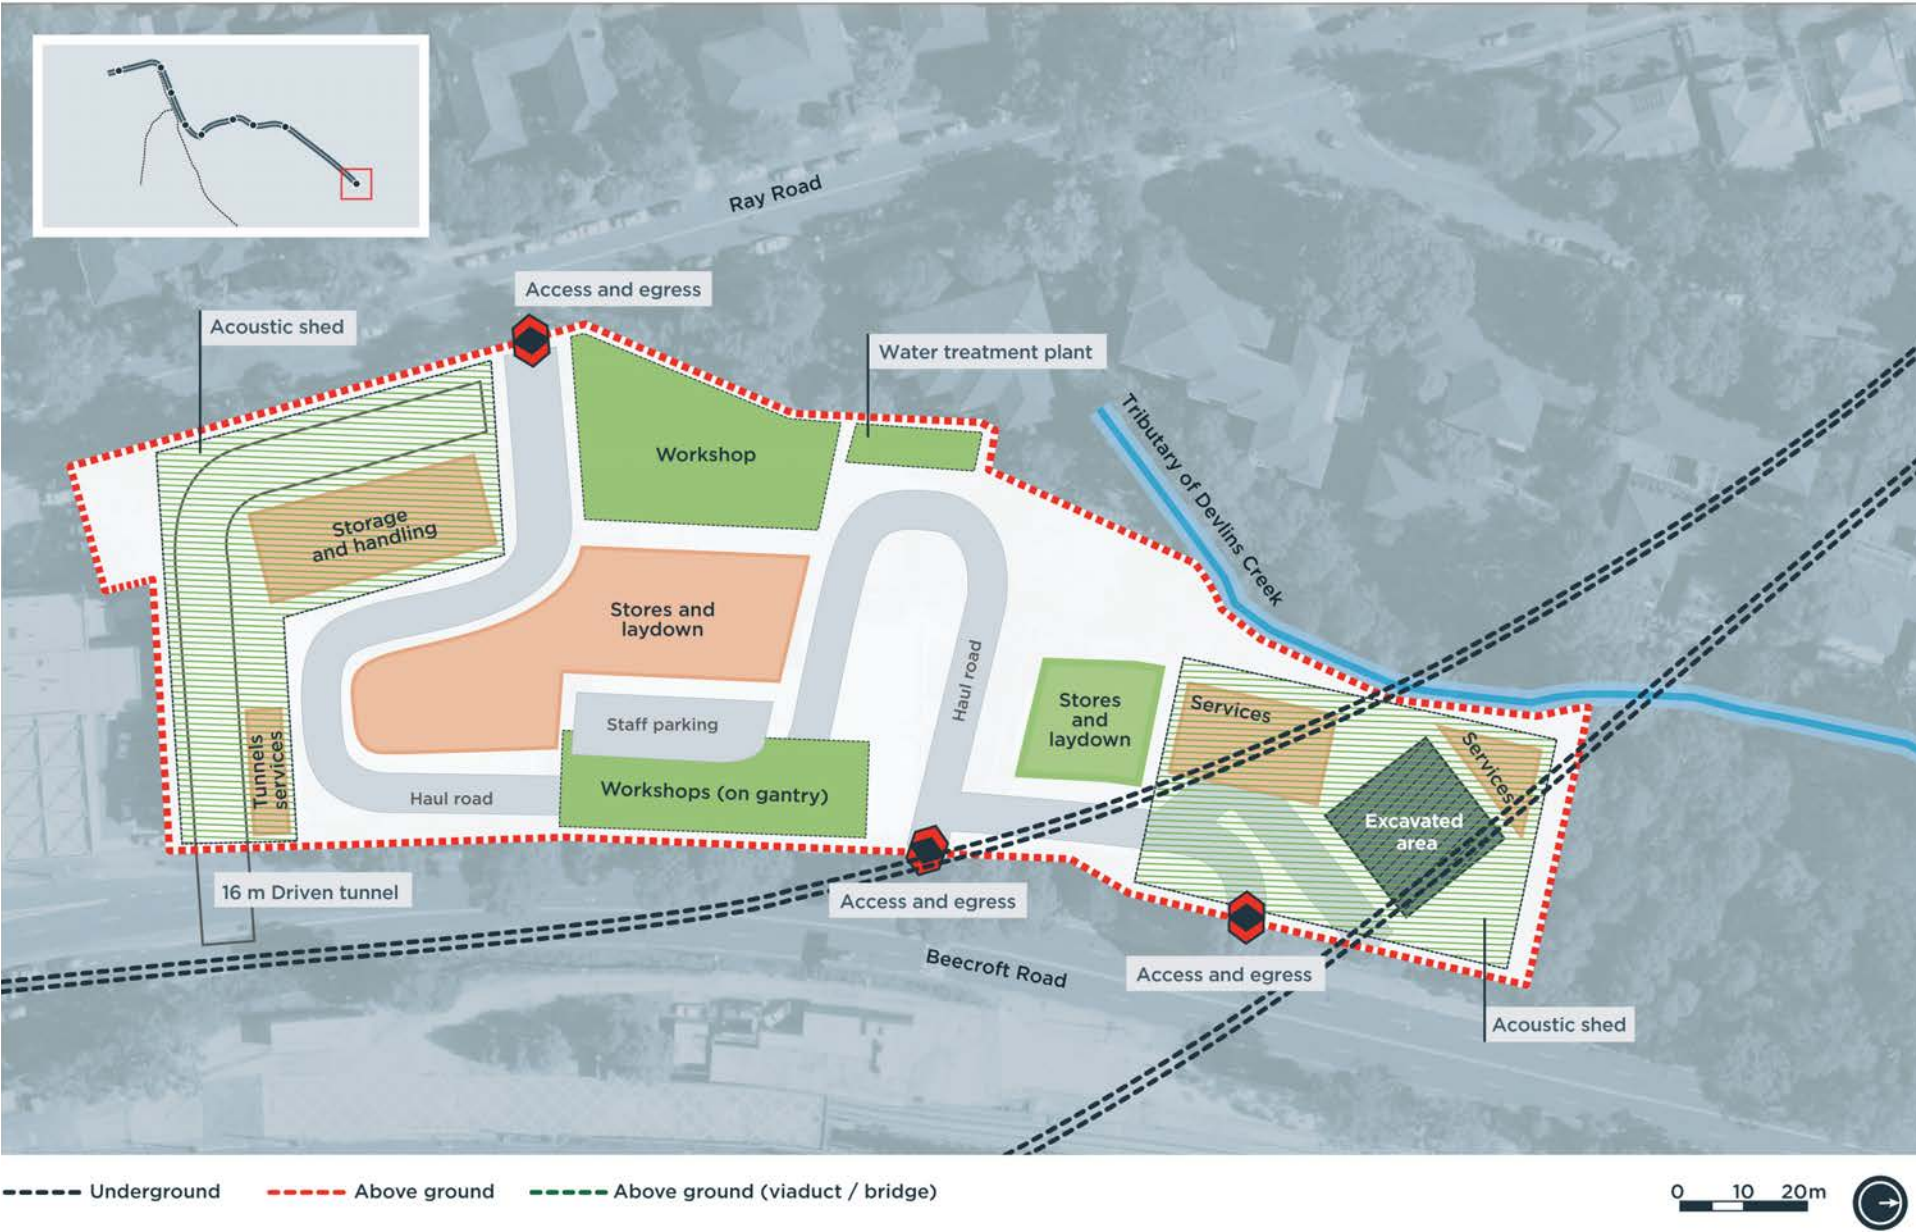 Ray Road
Access and egress
Acoustic shed
Water treatment plant
Tributary of Devlins Creek
Workshop
Storage
and handling
Stores and
laydown
Haul road
Staff parking
Stores
and
laydown
Services
Services
Tunnels
services
Haul road
Workshops (on gantry)
Excavated
area
16 m Driven tunnel
Access and egress
Beecroft Road
Access and egress
Acoustic shed
Underground
Above ground
Above ground (viaduct / bridge)
0 10 20m